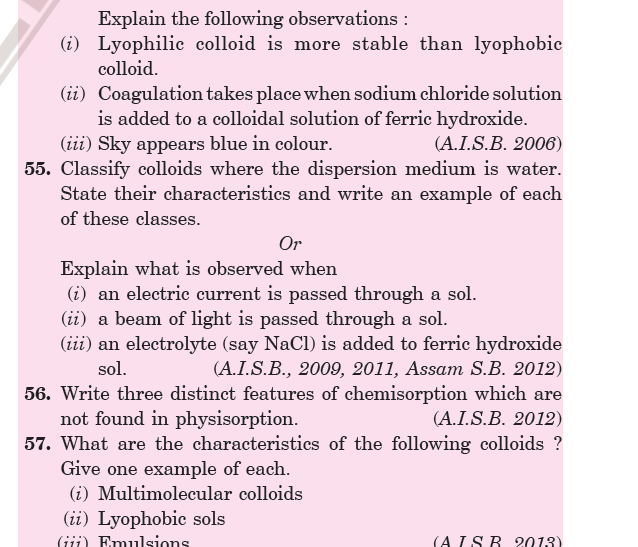 Explain the following observations :
(i) Lyophilic colloid is more stable than lyophobic
colloid.
(ii) Coagulation takes place when sodium chloride solution
is added to a colloidal solution of ferric hydroxide.
(iii) Sky appears blue in colour. (A.I.S.B. 2006)
55. Classify colloids where the dispersion medium is water.
State their characteristics and write an example of each
of these classes.
Or
Explain what is observed when
(i) an electric current is passed through a sol.
(ii) a beam of light is passed through a sol.
(iii) an electrolyte (say NaCl) is added to ferric hydroxide
sol. (A.I.S.B., 2009, 2011, Assam S.B. 2012)
56. Write three distinct features of chemisorption which are
not found in physisorption. (A.I.S.B. 2012)
57. What are the characteristics of the following colloids ?
Give one example of each.
(i) Multimolecular colloids
(ii) Lyophobic sols
(iii) Emulsions (A.I.S.B. 2013)